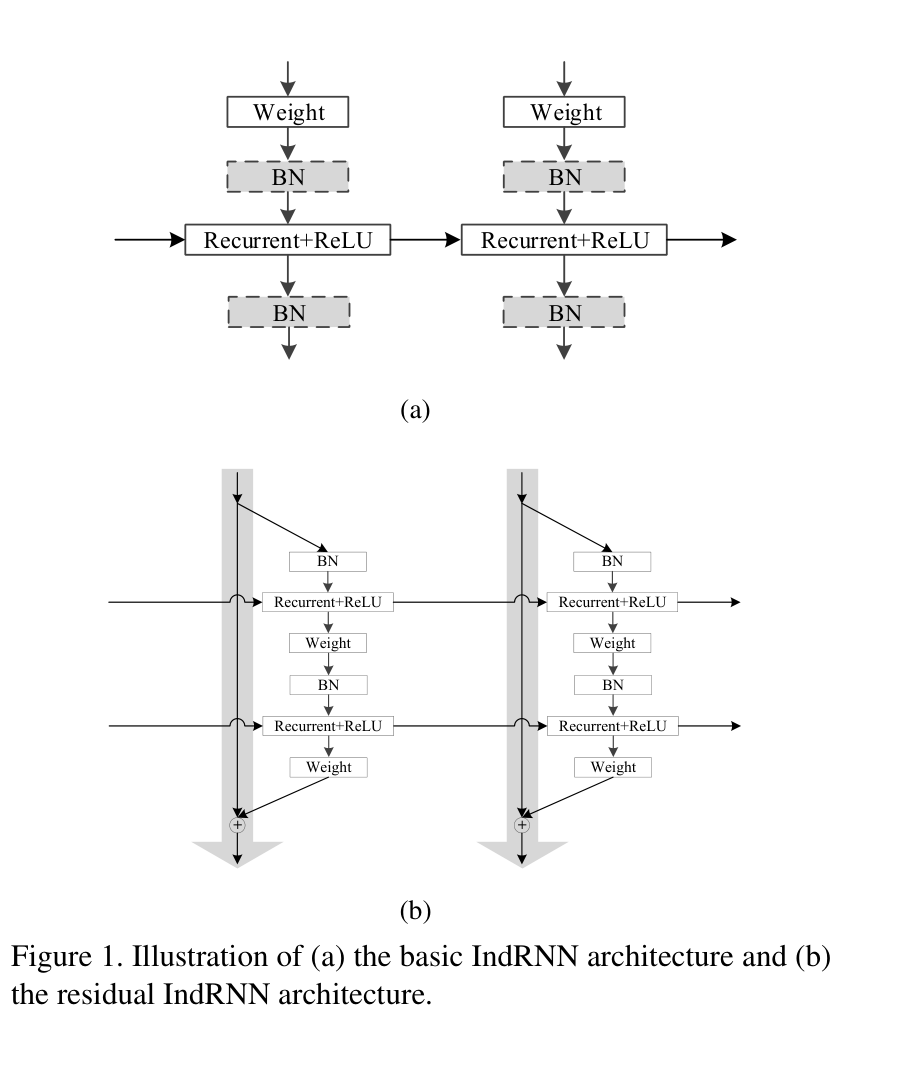 Weight Weight
BN BN
Recurrent+ReLU Recurrent+ReLU
BN BN
(a)
BN BN
Recurrent+ReLU Recurrent+ReLU
Weight Weight
BN BN
Recurrent+ReLU Recurrent+ReLU
Weight Weight
+ +
(b)
Figure 1. Illustration of (a) the basic IndRNN architecture and (b)
the residual IndRNN architecture.